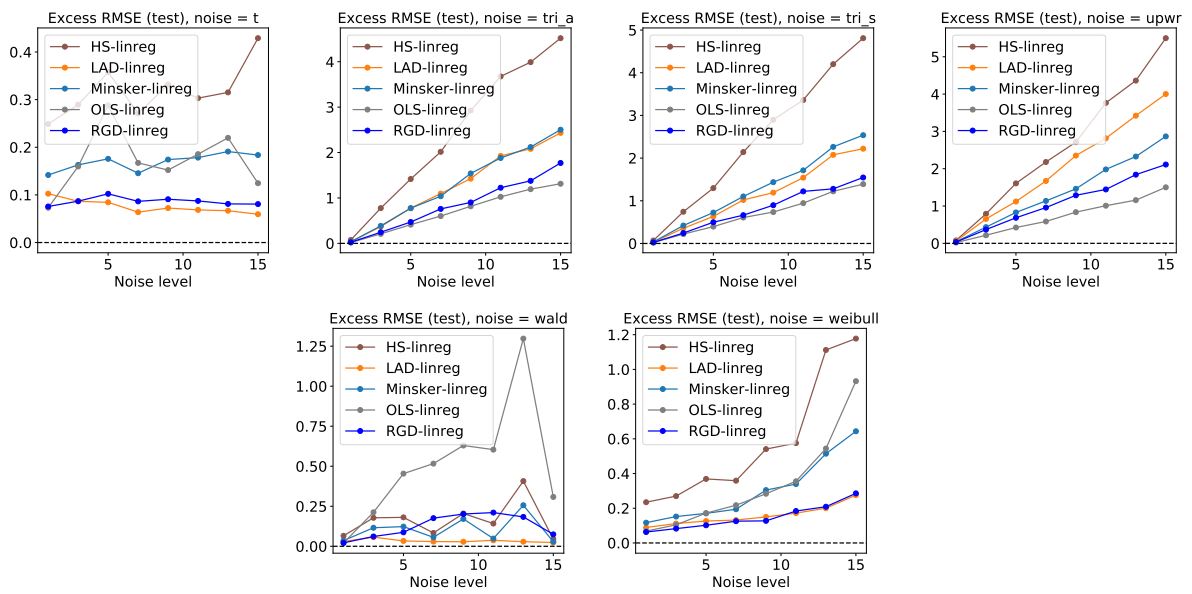 Excess RMSE (test), noise = t
0.4
0.3
0.2
0.1
0.0
HS-linreg
LAD-linreg
Minsker-linreg
OLS-linreg
RGD-linreg
5 10 15
Noise level
Excess RMSE (test), noise = tri_a
4
3
2
1
0
HS-linreg
LAD-linreg
Minsker-linreg
OLS-linreg
RGD-linreg
5 10 15
Noise level
Excess RMSE (test), noise = tri_s
5
4
3
2
1
0
HS-linreg
LAD-linreg
Minsker-linreg
OLS-linreg
RGD-linreg
5 10 15
Noise level
Excess RMSE (test), noise = upwr
5
4
3
2
1
0
HS-linreg
LAD-linreg
Minsker-linreg
OLS-linreg
RGD-linreg
5 10 15
Noise level
Excess RMSE (test), noise = wald
1.25
1.00
0.75
0.50
0.25
0.00
HS-linreg
LAD-linreg
Minsker-linreg
OLS-linreg
RGD-linreg
5 10 15
Noise level
Excess RMSE (test), noise = weibull
1.2
1.0
0.8
0.6
0.4
0.2
0.0
HS-linreg
LAD-linreg
Minsker-linreg
OLS-linreg
RGD-linreg
5 10 15
Noise level